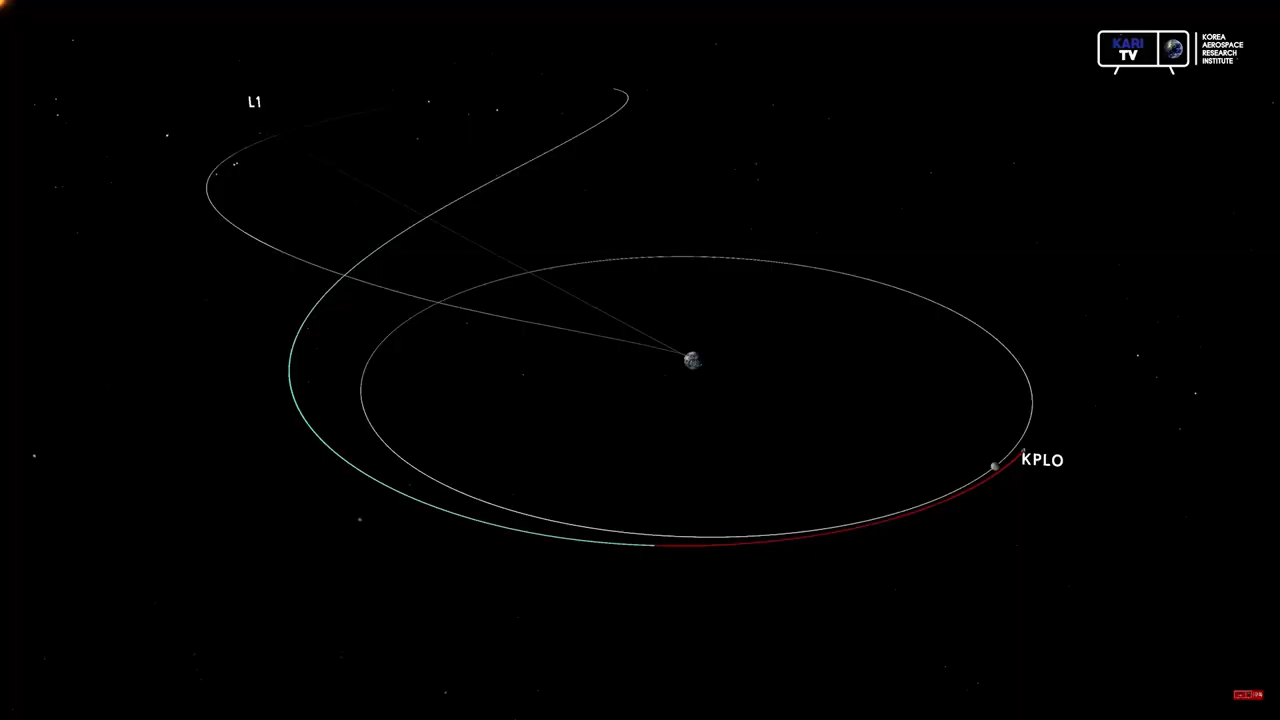 L1
KARI
TV
KOREA
AEROSPACE
RESEARCH
INSTITUTE
KPLO